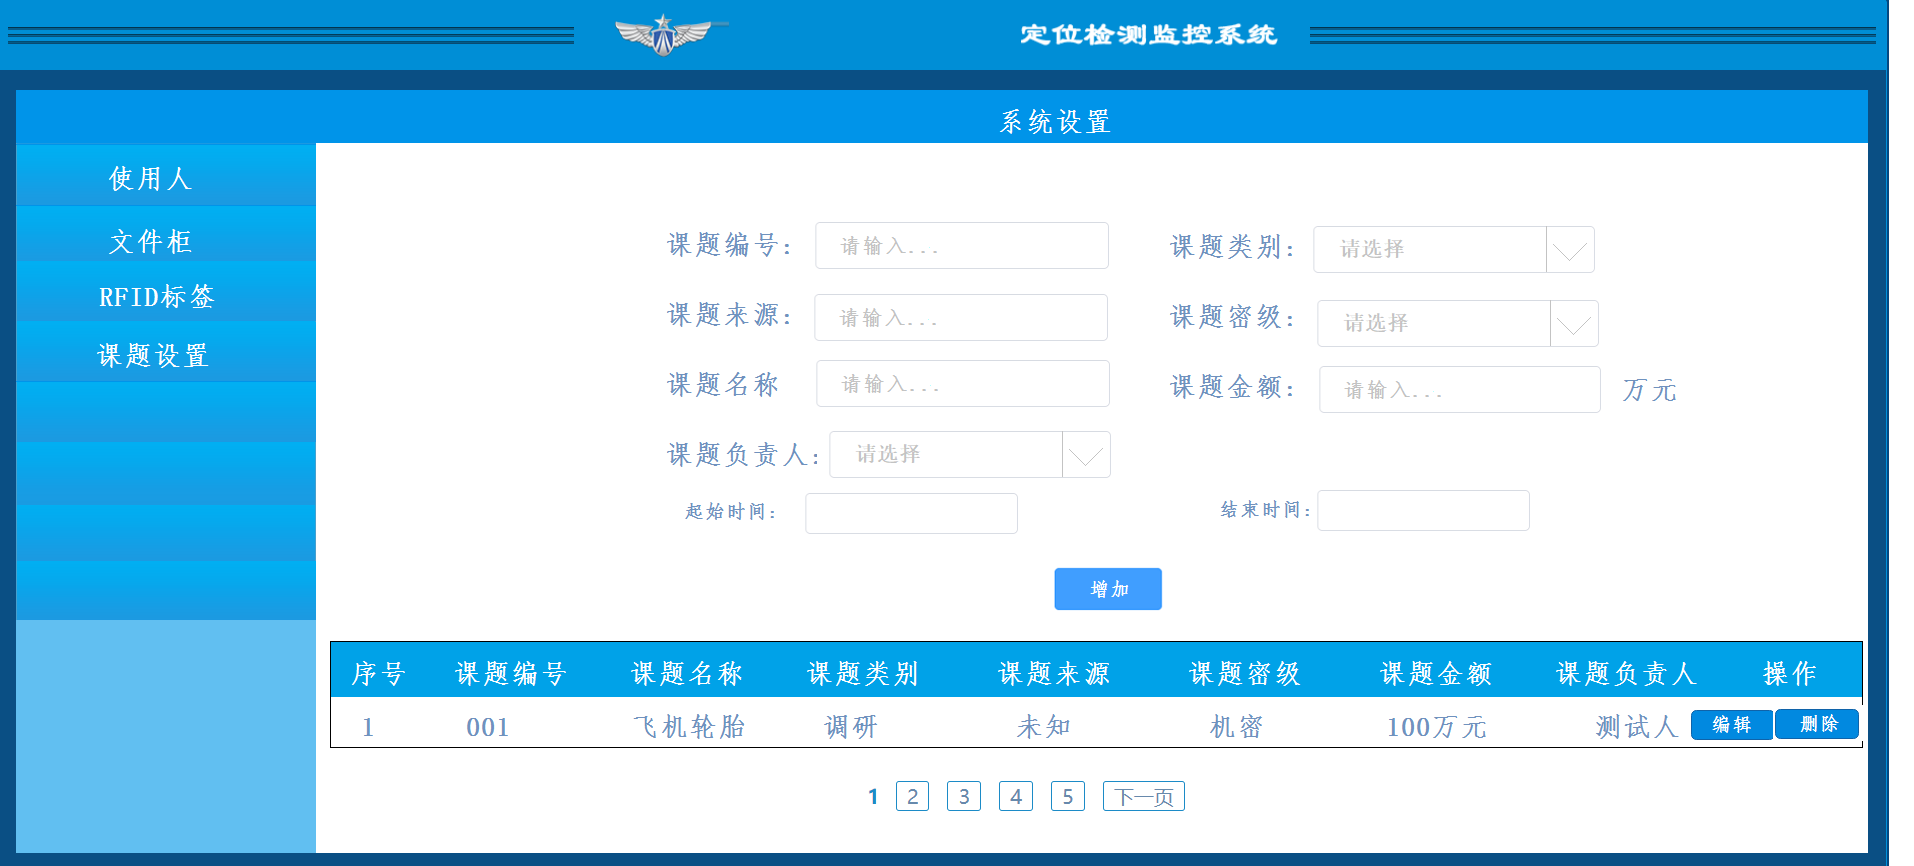 定位检测监控系统
系统设置
使用人
文件柜
RFID标签
课题设置
课题编号: 请输入... 课题类别: 请选择
课题来源: 请输入... 课题密级: 请选择
课题名称 请输入... 课题金额: 请输入... 万元
课题负责人: 请选择
起始时间: 结束时间:
增加
序号 课题编号 课题名称 课题类别 课题来源 课题密级 课题金额 课题负责人 操作
1 001 飞机轮胎 调研 未知 机密 100万元 测试人 编辑 删除
1 2 3 4 5 下一页